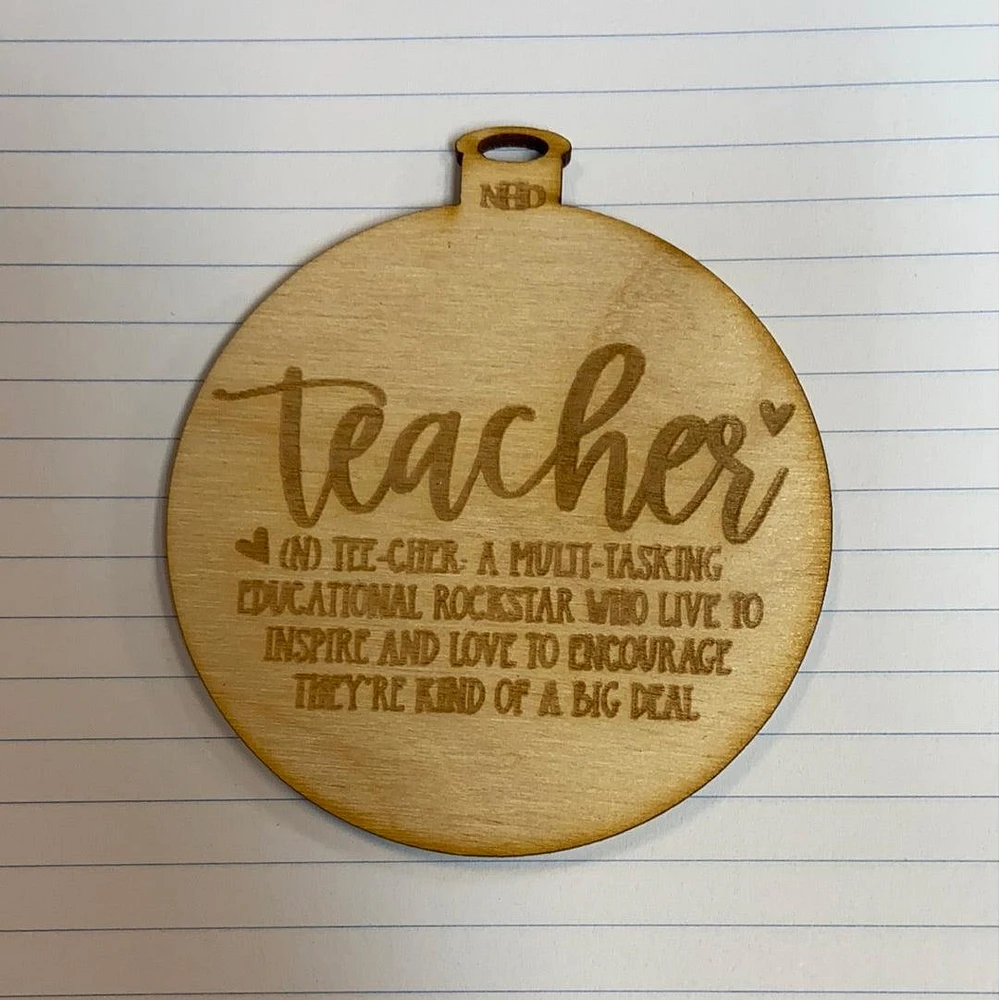 NHD
teacher
(N) TEE-CHER: A MULTI-TASKING
EDUCATIONAL ROCKSTAR WHO LIVE TO
INSPIRE AND LOVE TO ENCOURAGE
THEY'RE KIND OF A BIG DEAL